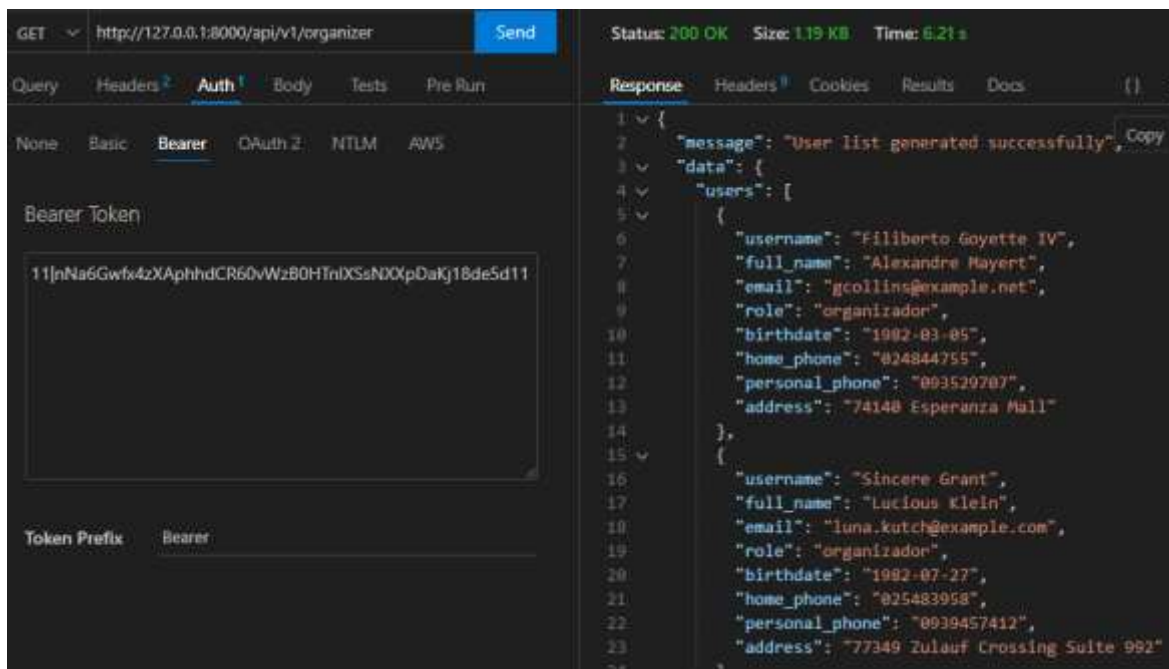 GET http://127.0.0.1:8000/api/v1/organizer Send
Query Headers 2 Auth 1 Body Tests Pre Run
None Basic Bearer OAuth 2 NTLM AWS
Bearer Token
Token Prefix Bearer
Status: 200 OK Size: 1.19 KB Time: 6.21 s
Response Headers 9 Cookies Results Docs {}
Copy
1 {
2 "message": "User list generated successfully",
3 "data": {
4 "users": [
5 {
6 "username": "Filiberto Goyette IV",
7 "full_name": "Alexandre Mayert",
8 "email": "gcollins@example.net",
9 "role": "organizador",
10 "birthdate": "1982-03-05",
11 "home_phone": "024844755",
12 "personal_phone": "093529707",
13 "address": "74140 Esperanza Mall"
14 },
15 {
16 "username": "Sincere Grant",
17 "full_name": "Lucious Klein",
18 "email": "luna.kutch@example.com",
19 "role": "organizador",
20 "birthdate": "1982-07-27",
21 "home_phone": "025483958",
22 "personal_phone": "0939457412",
23 "address": "77349 Zulauf Crossing Suite 992"